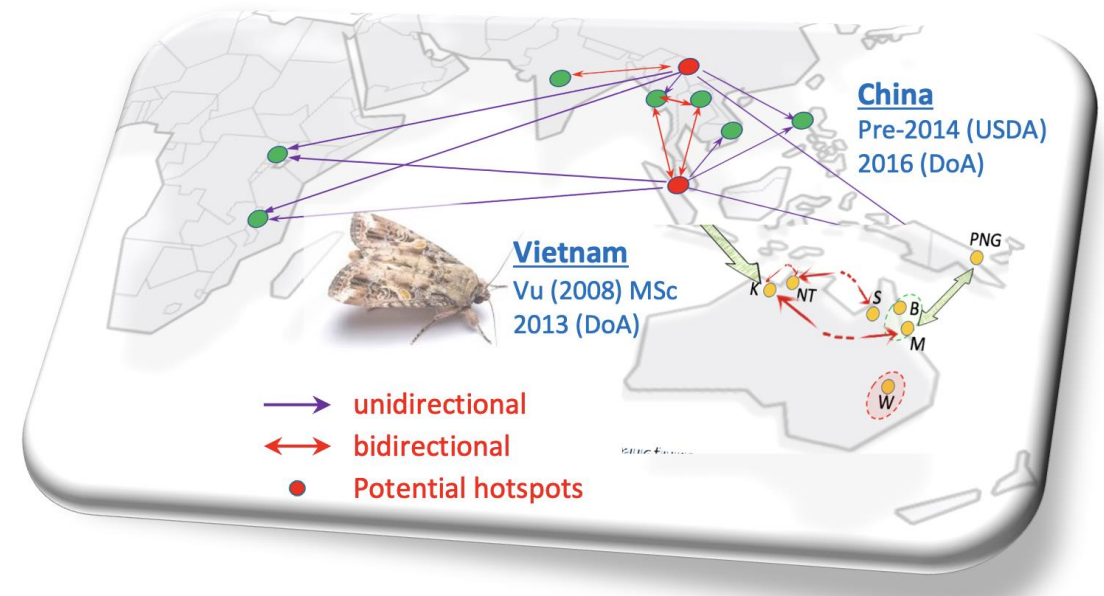 China
Pre-2014 (USDA)
2016 (DoA)
PNG
Vietnam
Vu (2008) MSc
2013 (DoA)
K
NT
S
B
M
W
unidirectional
bidirectional
Potential hotspots